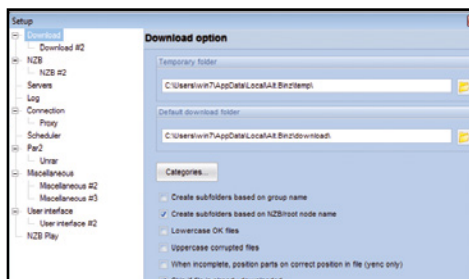 Setup
Download
Download #2
NZB
NZB #2
Servers
Log
Connection
Proxy
Scheduler
Par2
Unrar
Miscellaneous
Miscellaneous #2
Miscellaneous #3
User interface
User interface #2
NZB Play
Download option
Temporary folder
C:\Users\win7\AppData\Local\Alt.Binz\temp\
Default download folder
C:\Users\win7\AppData\Local\Alt.Binz\download\
Categories...
Create subfolders based on group name
Create subfolders based on NZB/root node name
Lowercase OK files
Uppercase corrupted files
When incomplete, position parts on correct position in file (yenc only)